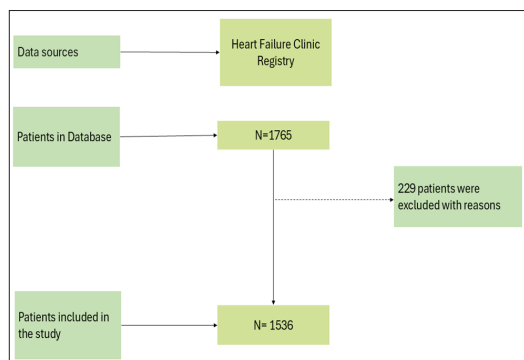 Data sources
Heart Failure Clinic
Registry
Patients in Database
N=1765
229 patients were
excluded with reasons
Patients included in
the study
N= 1536